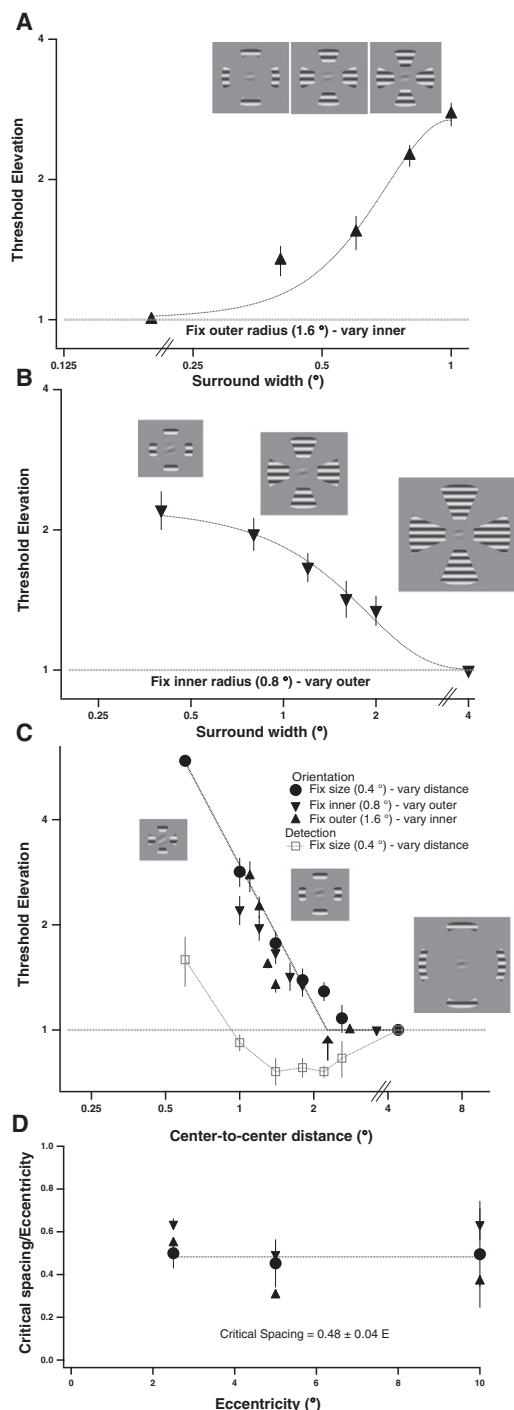 A
4
2
1
Threshold Elevation
Fix outer radius (1.6 °) - vary inner
0.125 0.25 0.5 1
Surround width (°)
B
4
2
1
Threshold Elevation
Fix inner radius (0.8 °) - vary outer
0.25 0.5 1 2 4
Surround width (°)
C
4
2
1
Threshold Elevation
Orientation
Fix size (0.4 °) - vary distance
Fix inner (0.8 °) - vary outer
Fix outer (1.6 °) - vary inner
Detection
Fix size (0.4 °) - vary distance
0.25 0.5 1 2 4 8
Center-to-center distance (°)
D
1.0
0.8
0.6
0.4
0.2
0.0
Critical spacing/Eccentricity
Critical Spacing = 0.48 ± 0.04 E
0 2 4 6 8 10
Eccentricity (°)